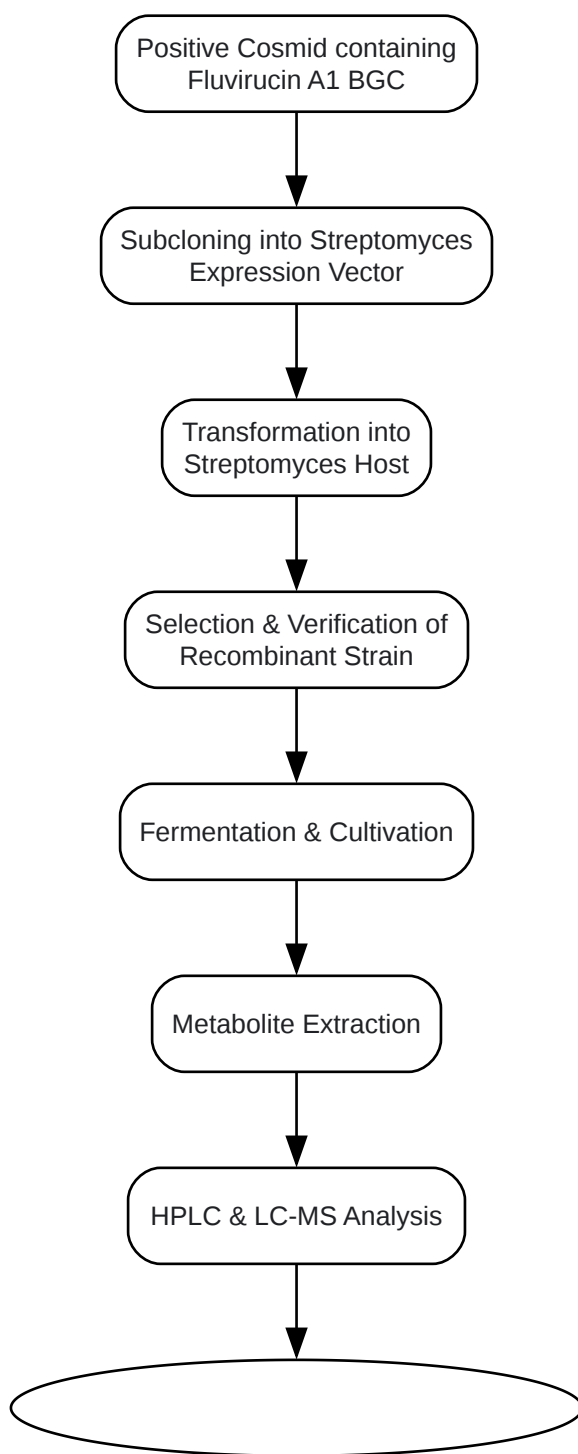 Positive Cosmid containing
Fluvirucin A1 BGC
Subcloning into Streptomyces
Expression Vector
Transformation into
Streptomyces Host
Selection & Verification of
Recombinant Strain
Fermentation & Cultivation
Metabolite Extraction
HPLC & LC-MS Analysis